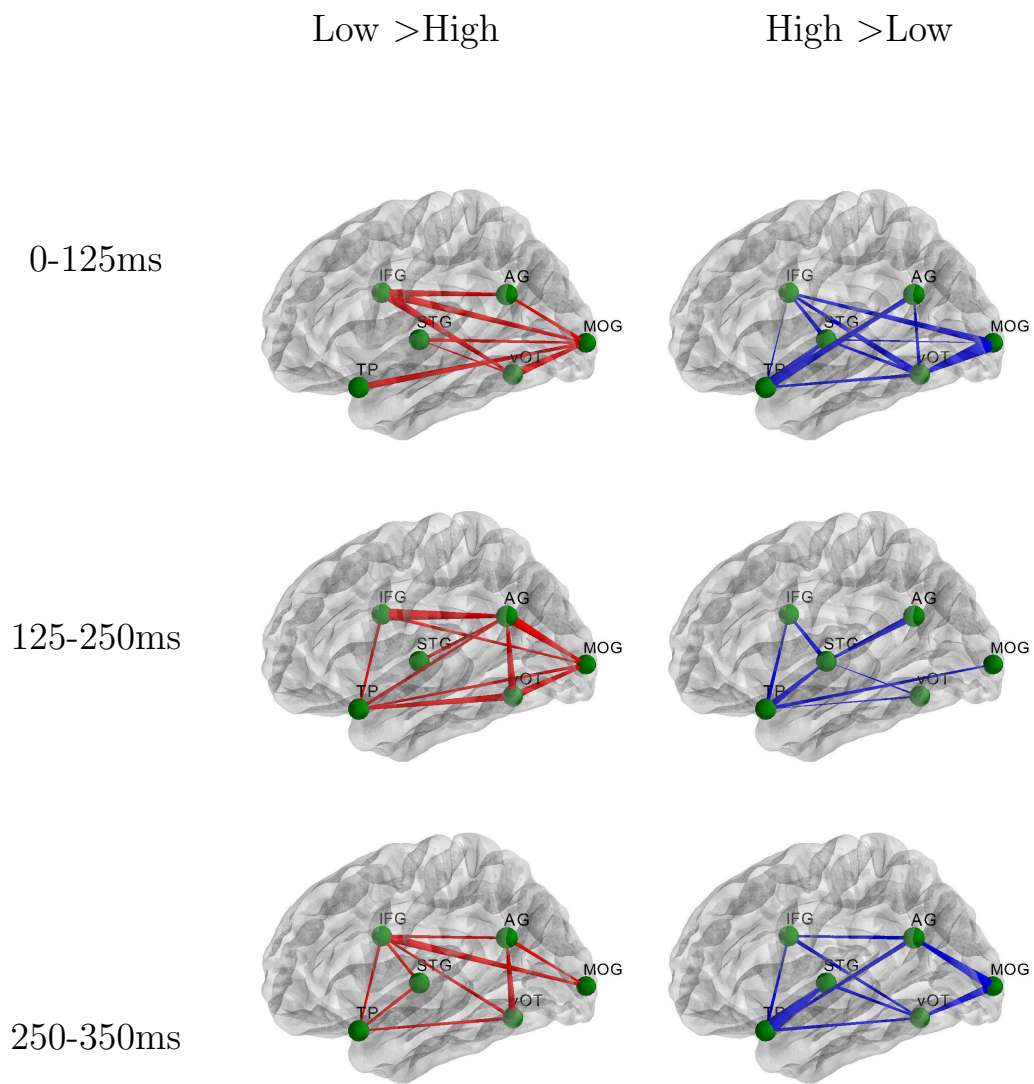 Low >High
High >Low
0-125ms
IFG
AG
STG
MOG
TP
vOT
IFG
AG
STG
MOG
TP
vOT
125-250ms
IFG
AG
STG
MOG
TP
vOT
IFG
AG
STG
MOG
TP
vOT
250-350ms
IFG
AG
STG
MOG
TP
vOT
IFG
AG
STG
MOG
TP
vOT